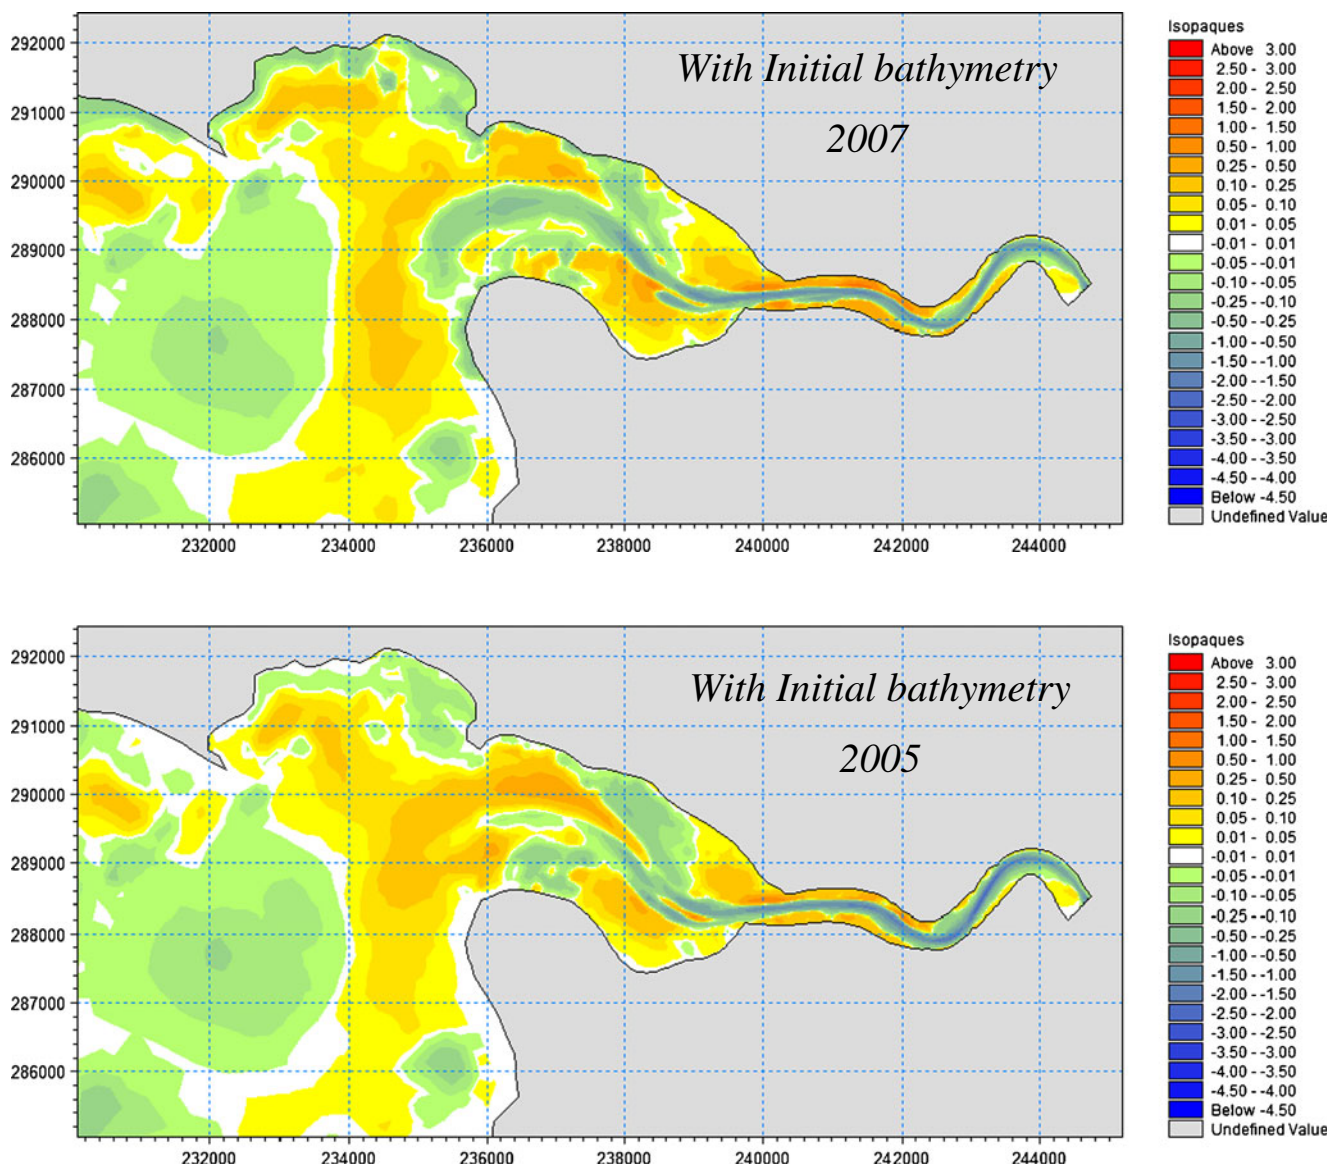 292000
291000
290000
289000
288000
287000
286000
232000 234000 236000 238000 240000 242000 244000
With Initial bathymetry
2007
Isopaques
Above 3.00
2.50 - 3.00
2.00 - 2.50
1.50 - 2.00
1.00 - 1.50
0.50 - 1.00
0.25 - 0.50
0.10 - 0.25
0.05 - 0.10
0.01 - 0.05
-0.01 - 0.01
-0.05 - -0.01
-0.10 - -0.05
-0.25 - -0.10
-0.50 - -0.25
-1.00 - -0.50
-1.50 - -1.00
-2.00 - -1.50
-2.50 - -2.00
-3.00 - -2.50
-3.50 - -3.00
-4.00 - -3.50
-4.50 - -4.00
Below -4.50
Undefined Value
292000
291000
290000
289000
288000
287000
286000
232000 234000 236000 238000 240000 242000 244000
With Initial bathymetry
2005
Isopaques
Above 3.00
2.50 - 3.00
2.00 - 2.50
1.50 - 2.00
1.00 - 1.50
0.50 - 1.00
0.25 - 0.50
0.10 - 0.25
0.05 - 0.10
0.01 - 0.05
-0.01 - 0.01
-0.05 - -0.01
-0.10 - -0.05
-0.25 - -0.10
-0.50 - -0.25
-1.00 - -0.50
-1.50 - -1.00
-2.00 - -1.50
-2.50 - -2.00
-3.00 - -2.50
-3.50 - -3.00
-4.00 - -3.50
-4.50 - -4.00
Below -4.50
Undefined Value